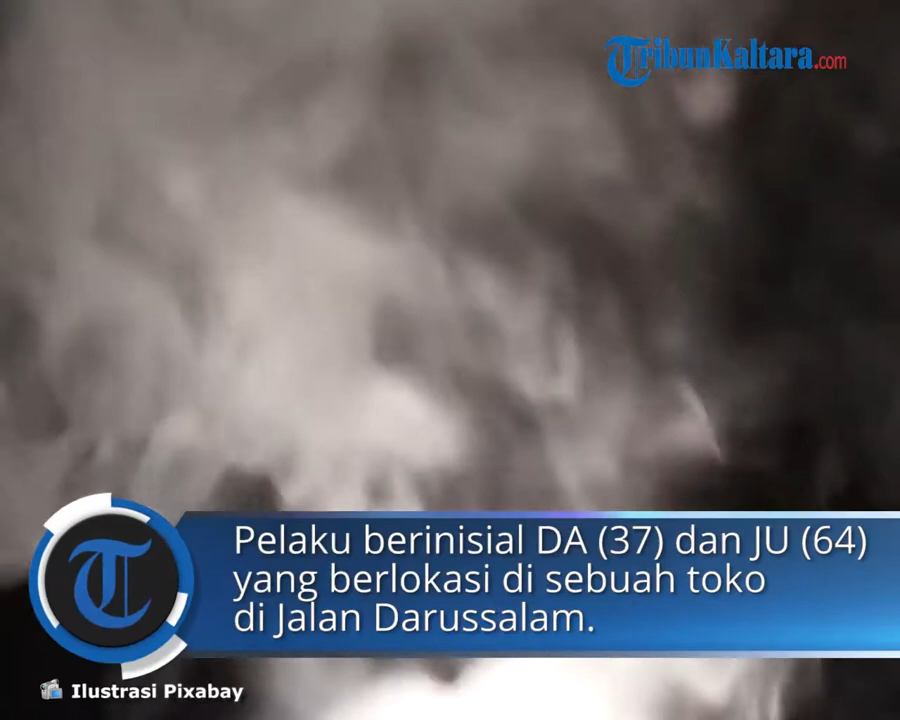 TribunKaltara.com
Pelaku berinisial DA (37) dan JU (64)
yang berlokasi di sebuah toko
di Jalan Darussalam.
T
Ilustrasi Pixabay